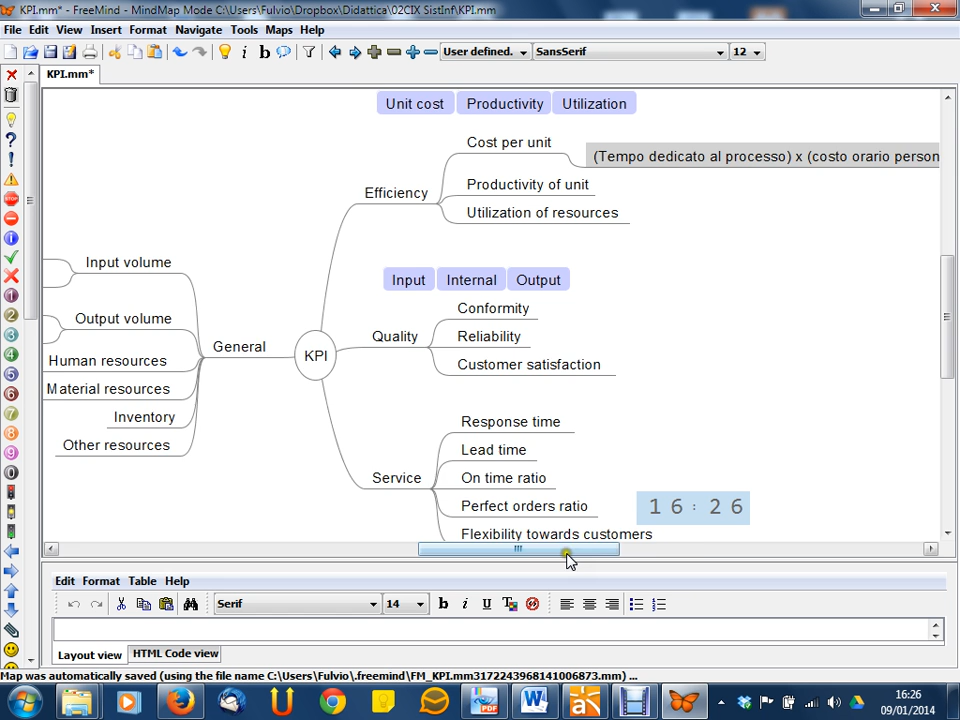 KPI.mm* - FreeMind - MindMap Mode C:\Users\Fulvio\Dropbox\Didattica\02CIX SistInf\KPI.mm
File Edit View Insert Format Navigate Tools Maps Help
User defined. SansSerif 12
KPI.mm*
Unit cost Productivity Utilization
Cost per unit
(Tempo dedicato al processo) x (costo orario person
Efficiency
Productivity of unit
Utilization of resources
Input volume
Input Internal Output
Conformity
Output volume
Quality
Reliability
General
KPI
Human resources
Customer satisfaction
Material resources
Inventory
Response time
Other resources
Lead time
Service
On time ratio
Perfect orders ratio
16:26
Flexibility towards customers
Edit Format Table Help
Serif 14
Layout view HTML Code view
Map was automatically saved (using the file name C:\Users\Fulvio\.freemind\FM_KPI.mm3172243968141006873.mm) ...
16:26
09/01/2014